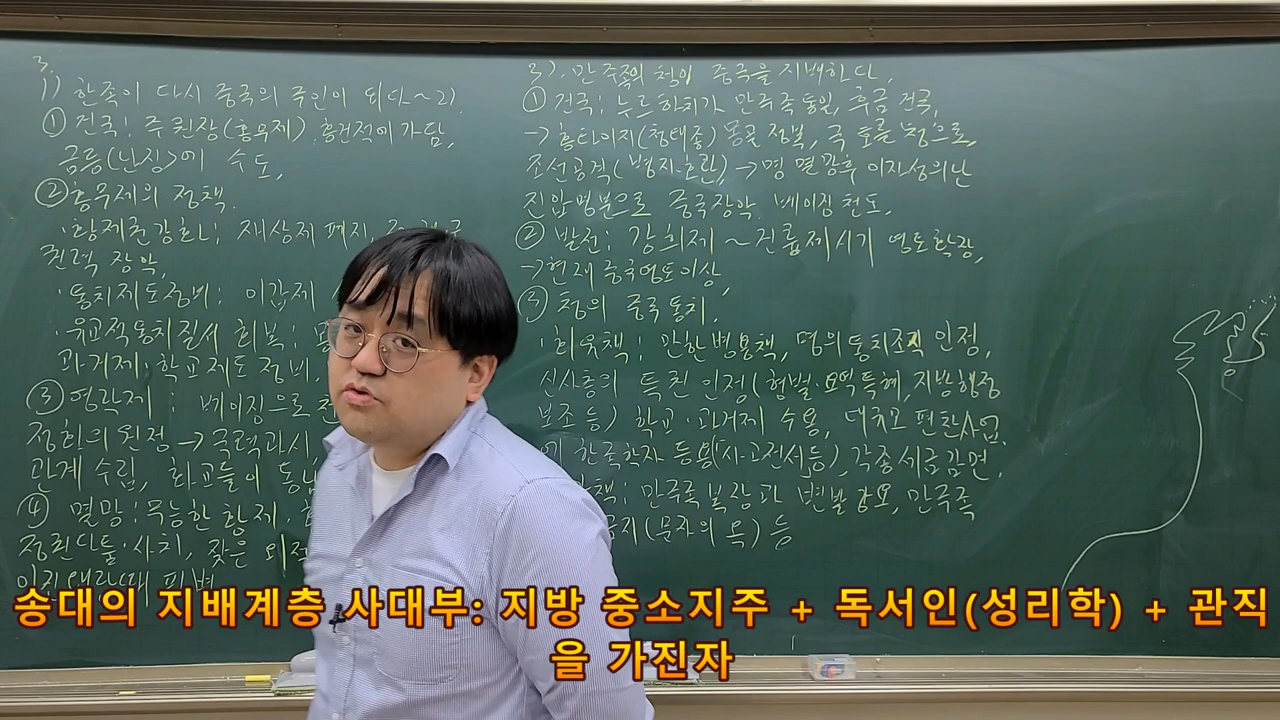 3.
1) 한족이 다시 중국의 주인이 되다~2)
① 건국: 주원장(홍무제) 홍건적에 가담,
금릉(난징)에 수도,
② 홍무제의 정책.
·황제권 강화: 재상제 폐지
권력 장악,
·통치제도정비: 이갑제
·유교적 통치질서 회복:
과거제·학교제도 정비,
③ 영락제: 베이징으로
정화의 원정 → 국력과시
관계 수립, 화교들이
④ 멸망: 무능한 황제·
정권다툼·사치, 잦은 외적
3). 만주족의 청이 중국을 지배하다.
① 건국: 누르하치가 만주족 통일, 후금 건국,
→ 홍타이지(청태종) 몽골 정복, 국호를 청으로,
조선공격(병자호란) → 명 멸망후 이자성의난
진압명분으로 중국장악. 베이징 천도.
② 발전: 강희제 ~ 건륭제시기 영토확장,
→ 현재 중국영토이상,
③ 청의 중국 통치.
·회유책: 만한병용책, 명의 통치조직 인정,
신사층의 특권 인정(형벌·요역특혜, 지방행정
보조 등) 학교·과거제 수용, 대규모 편찬사업
에 한족학자 등용(사고전서등), 각종세금감면,
책: 만주족 복장과 변발 강요, 만주족
금지(문자의 옥) 등
송대의 지배계층 사대부: 지방 중소지주 + 독서인(성리학) + 관직
을 가진자